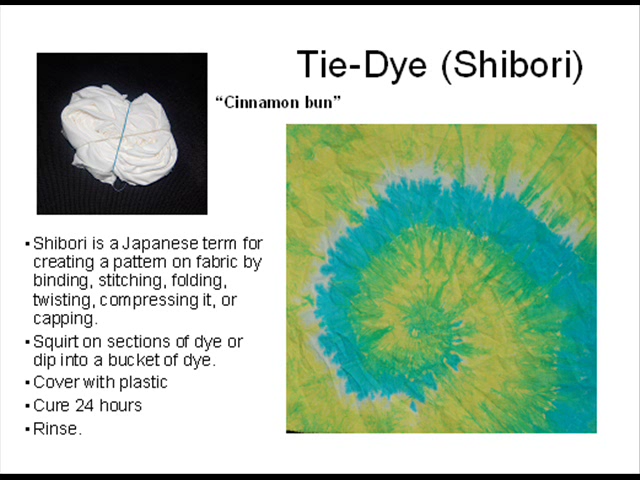 Tie-Dye (Shibori)
“Cinnamon bun”
▪ Shibori is a Japanese term for
creating a pattern on fabric by
binding, stitching, folding,
twisting, compressing it, or
capping.
▪ Squirt on sections of dye or
dip into a bucket of dye.
▪ Cover with plastic
▪ Cure 24 hours
▪ Rinse.